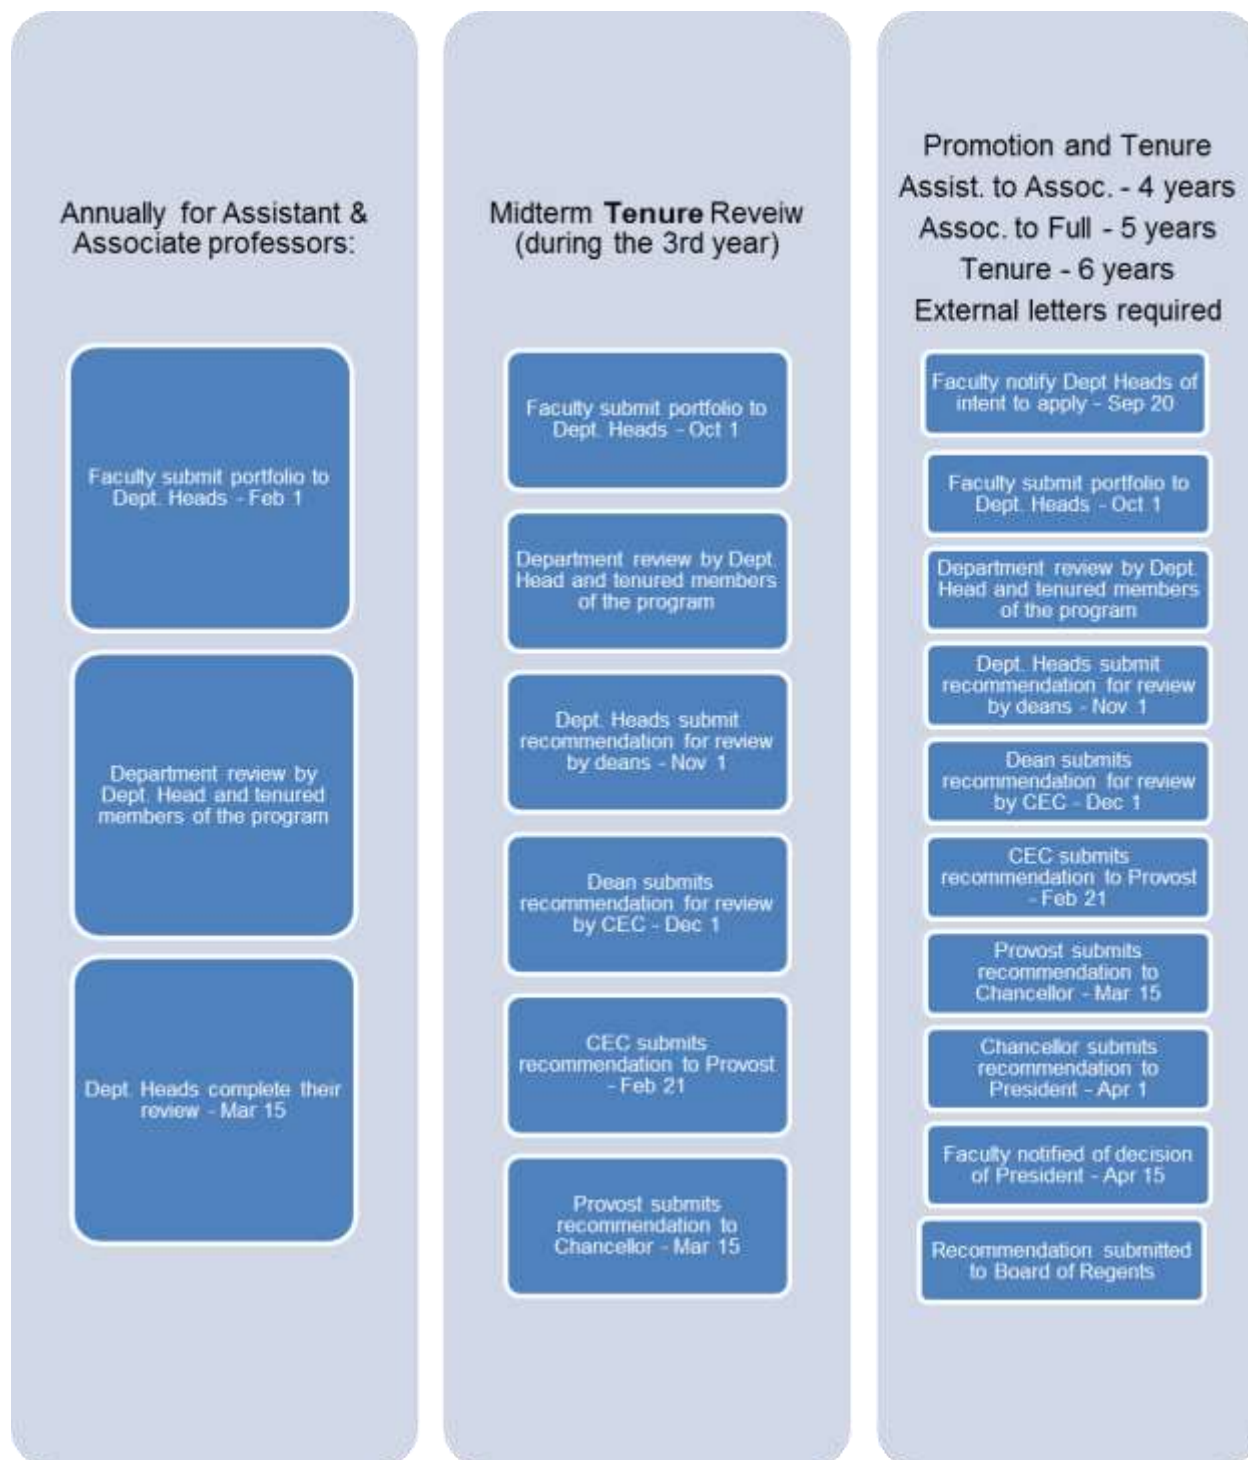 Annually for Assistant &
Associate professors:
Faculty submit portfolio to
Dept. Heads - Feb 1
Department review by
Dept. Head and tenured
members of the program
Dept. Heads complete their
review - Mar 15
Midterm Tenure Reveiw
(during the 3rd year)
Faculty submit portfolio to
Dept. Heads - Oct 1
Department review by Dept.
Head and tenured members
of the program
Dept. Heads submit
recommendation for review
by deans - Nov 1
Dean submits
recommendation for review
by CEC - Dec 1
CEC submits
recommendation to Provost
- Feb 21
Provost submits
recommendation to
Chancellor - Mar 15
Promotion and Tenure
Assist. to Assoc. - 4 years
Assoc. to Full - 5 years
Tenure - 6 years
External letters required
Faculty notify Dept Heads of
intent to apply - Sep 20
Faculty submit portfolio to
Dept. Heads - Oct 1
Department review by Dept.
Head and tenured members
of the program
Dept. Heads submit
recommendation for review
by deans - Nov 1
Dean submits
recommendation for review
by CEC - Dec 1
CEC submits
recommendation to Provost
- Feb 21
Provost submits
recommendation to
Chancellor - Mar 15
Chancellor submits
recommendation to
President - Apr 1
Faculty notified of decision
of President - Apr 15
Recommendation submitted
to Board of Regents